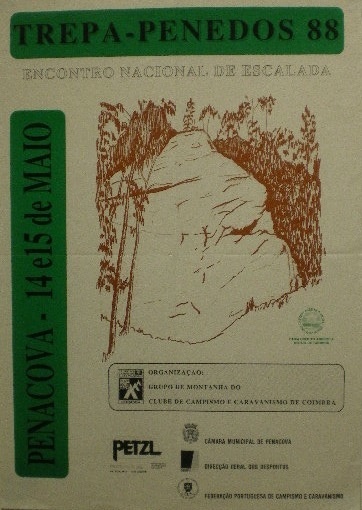 TREPA-PENEDOS 88
ENCONTRO NACIONAL DE ESCALADA
PENACOVA - 14 e 15 de MAIO
ORGANIZAÇÃO:
GRUPO DE MONTANHA DO
CLUBE DE CAMPISMO E CARAVANISMO DE COIMBRA
PETZL
CÂMARA MUNICIPAL DE PENACOVA
DIRECÇÃO GERAL DOS DESPORTOS
FEDERAÇÃO PORTUGUESA DE CAMPISMO E CARAVANISMO